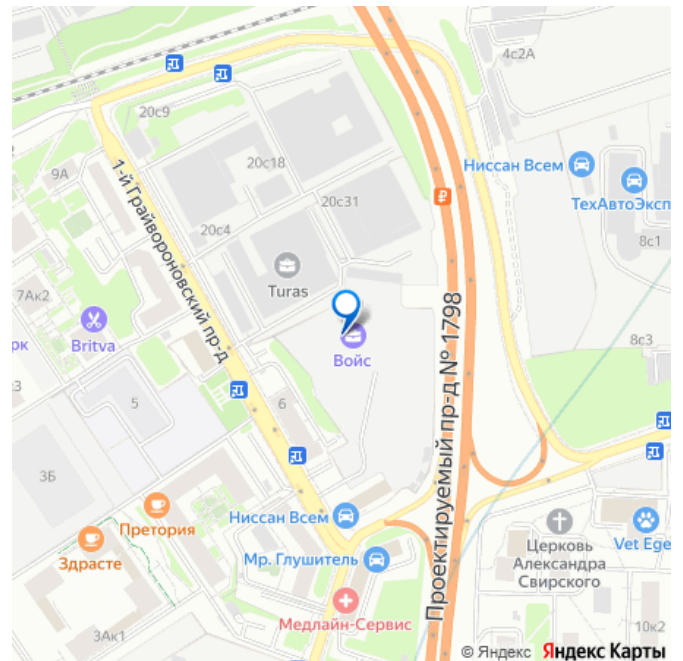 4с2А
20с9
20с18
Ниссан Всем
9А
ТехАвтоЭксп
1-й Грайвороновский пр-д
20с31
20с4
8с1
Turas
7Ак2
Britva
рк
Войс
Проектируемый пр-д № 1798
8с3
5
6
3Б
Ниссан Всем
Претория
Здрасте
Мр. Глушитель
Церковь
Александра
Свирского
Vet Ege
Медлайн-Сервис
10к2
3Ак1
© Яндекс Яндекс Карты